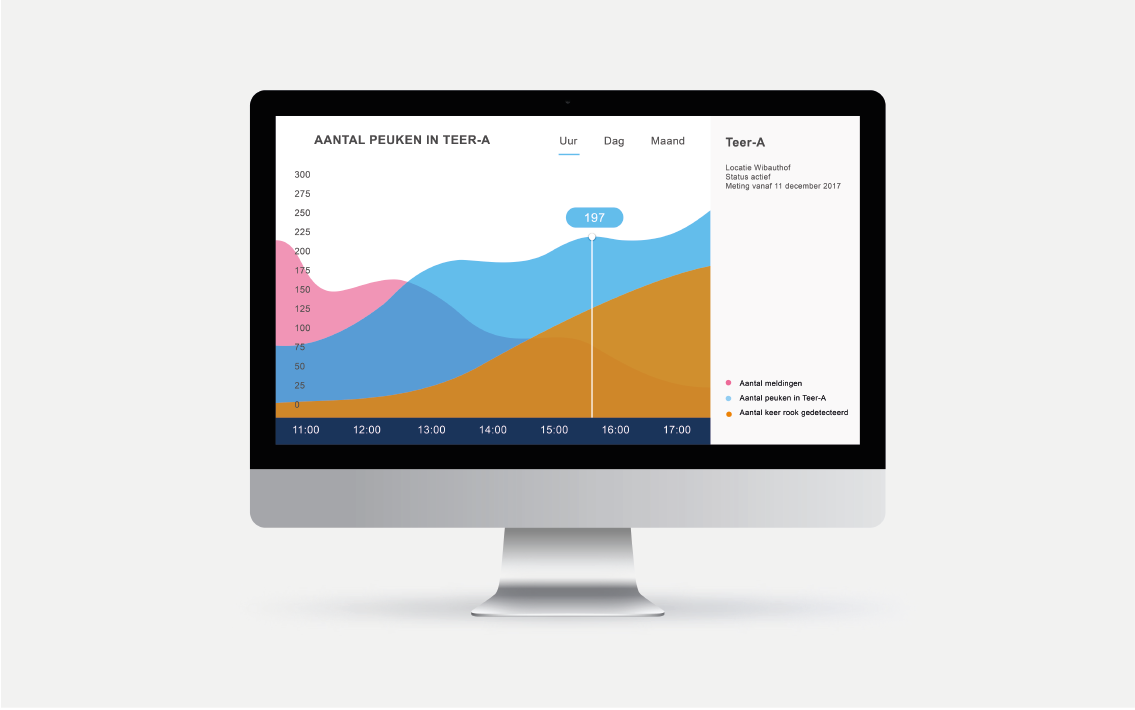 AANTAL PEUKEN IN TEER-A
Uur Dag Maand
300
275
250
225
200
175
150
125
100
75
50
25
0
197
11:00 12:00 13:00 14:00 15:00 16:00 17:00
Teer-A
Locatie Wibauthof
Status actief
Meting vanaf 11 december 2017
Aantal meldingen
Aantal peuken in Teer-A
Aantal keer rook gedetecteerd